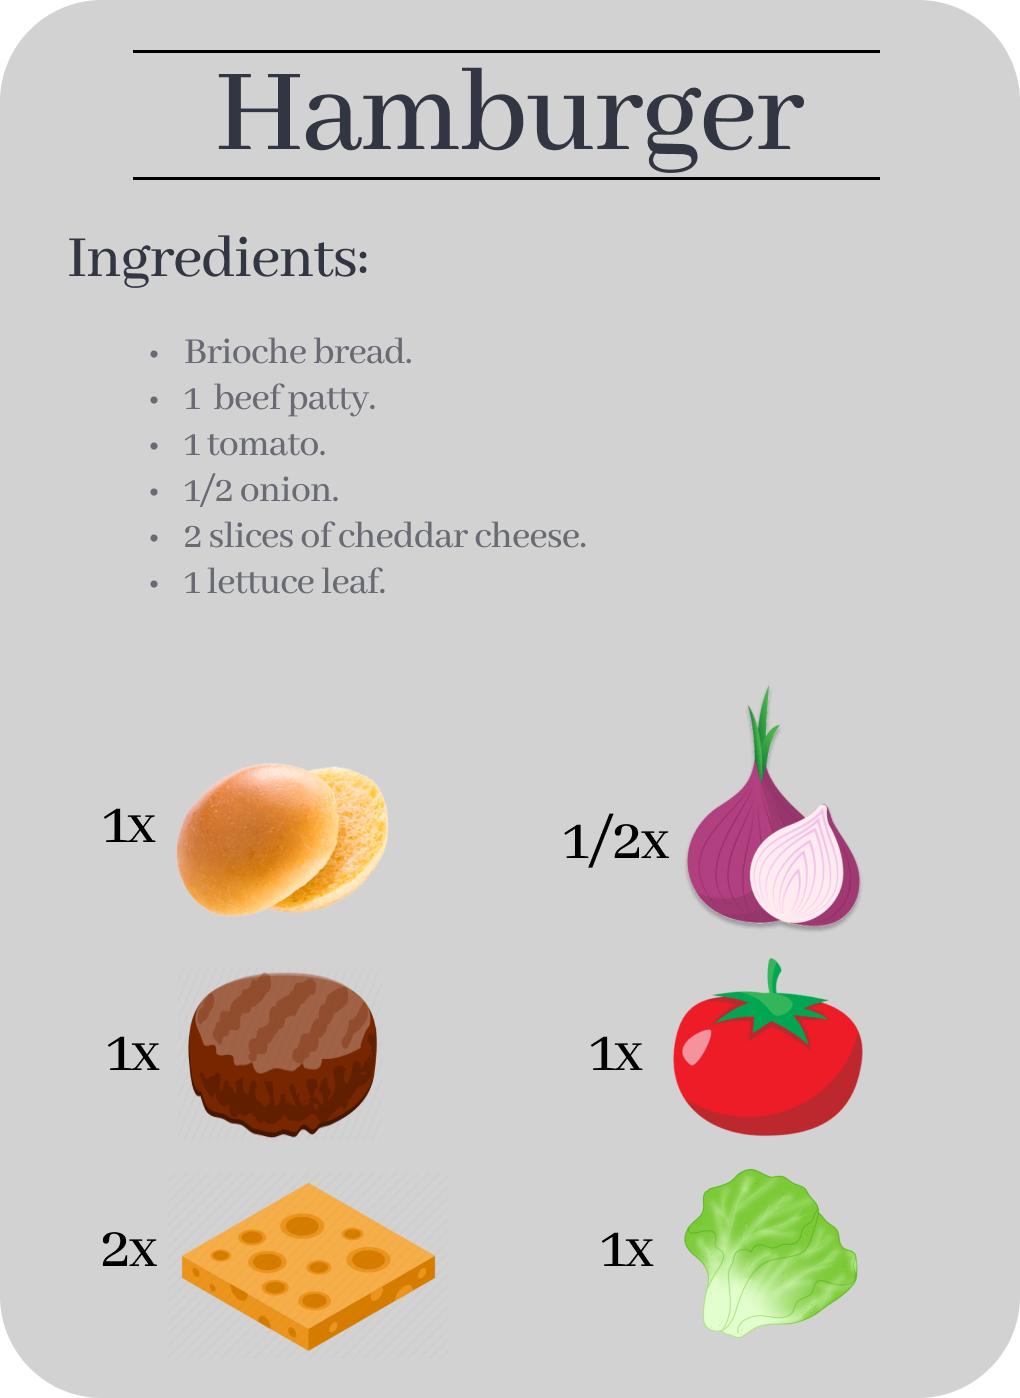 Hamburger
Ingredients:
• Brioche bread.
• 1 beef patty.
• 1 tomato.
• 1/2 onion.
• 2 slices of cheddar cheese.
• 1 lettuce leaf.
1x
1/2x
1x
1x
2x
1x